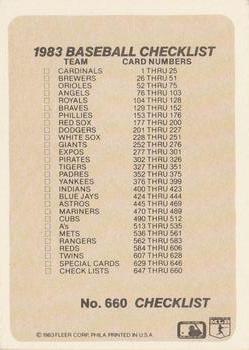 1983 BASEBALL CHECKLIST
TEAM CARD NUMBERS
CARDINALS 1 THRU 25
BREWERS 26 THRU 51
ORIOLES 52 THRU 75
ANGELS 76 THRU 103
ROYALS 104 THRU 128
BRAVES 129 THRU 152
PHILLIES 153 THRU 176
RED SOX 177 THRU 200
DODGERS 201 THRU 227
WHITE SOX 228 THRU 251
GIANTS 252 THRU 276
EXPOS 277 THRU 301
PIRATES 302 THRU 326
TIGERS 327 THRU 351
PADRES 352 THRU 375
YANKEES 376 THRU 399
INDIANS 400 THRU 423
BLUE JAYS 424 THRU 444
ASTROS 445 THRU 469
MARINERS 470 THRU 489
CUBS 490 THRU 512
A's 513 THRU 535
METS 536 THRU 561
RANGERS 562 THRU 583
REDS 584 THRU 606
TWINS 607 THRU 628
SPECIAL CARDS 629 THRU 646
CHECK LISTS 647 THRU 660
No. 660 CHECKLIST
© 1983 FLEER CORP. PHILA. PRINTED IN U.S.A.